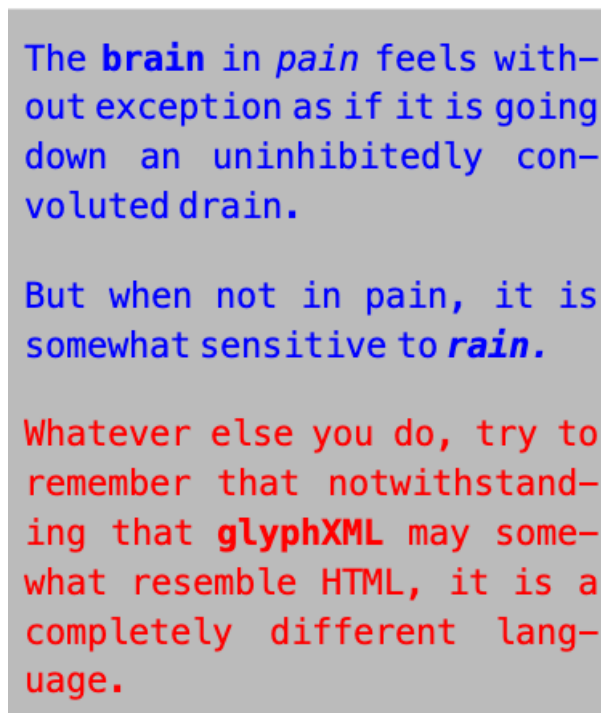 The brain in pain feels with-
out exception as if it is going
down an uninhibitedly con-
voluted drain.
But when not in pain, it is
somewhat sensitive to rain.
Whatever else you do, try to
remember that notwithstand-
ing that glyphXML may some-
what resemble HTML, it is a
completely different lang-
uage.